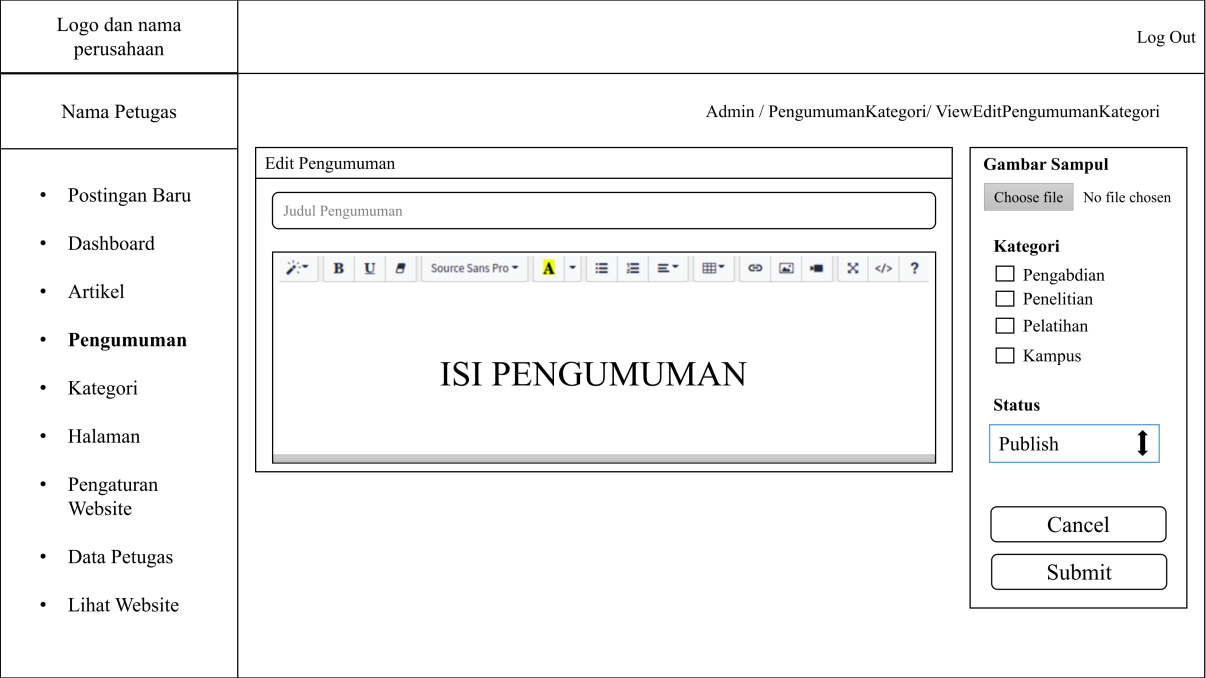 Logo dan nama
perusahaan
Log Out
Nama Petugas
Admin / PengumumanKategori/ ViewEditPengumumanKategori
• Postingan Baru
• Dashboard
• Artikel
• Pengumuman
• Kategori
• Halaman
• Pengaturan
Website
• Data Petugas
• Lihat Website
Edit Pengumuman
Judul Pengumuman
B U Source Sans Pro A </> ?
ISI PENGUMUMAN
Gambar Sampul
Choose file No file chosen
Kategori
Pengabdian
Penelitian
Pelatihan
Kampus
Status
Publish
Cancel
Submit